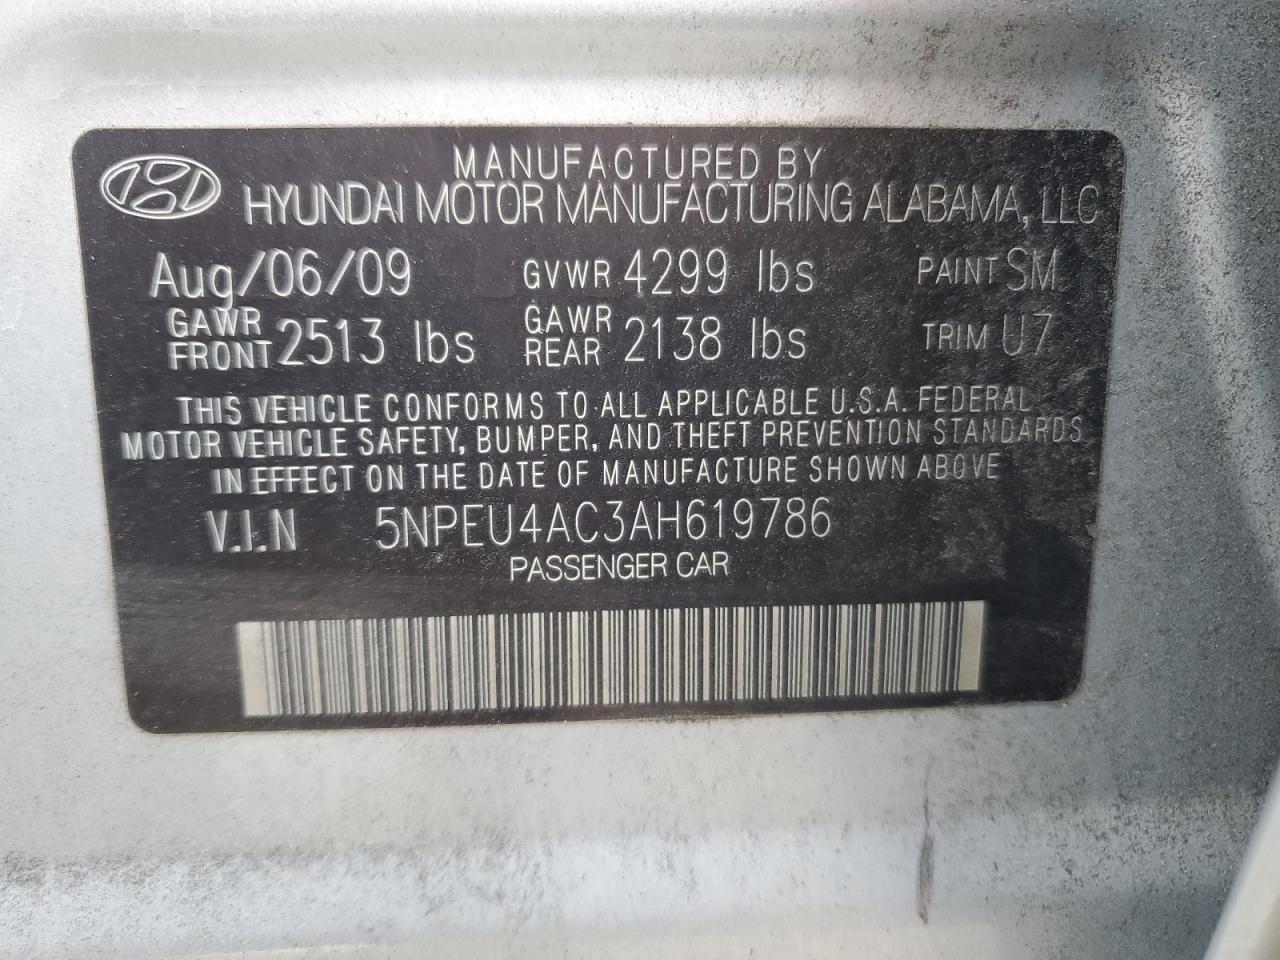 MANUFACTURED BY
HYUNDAI MOTOR MANUFACTURING ALABAMA, LLC
Aug/06/09 GVWR 4299 lbs PAINT SM
GAWR FRONT 2513 lbs GAWR REAR 2138 lbs TRIM U7
THIS VEHICLE CONFORMS TO ALL APPLICABLE U.S.A. FEDERAL
MOTOR VEHICLE SAFETY, BUMPER, AND THEFT PREVENTION STANDARDS
IN EFFECT ON THE DATE OF MANUFACTURE SHOWN ABOVE
V.I.N 5NPEU4AC3AH619786
PASSENGER CAR